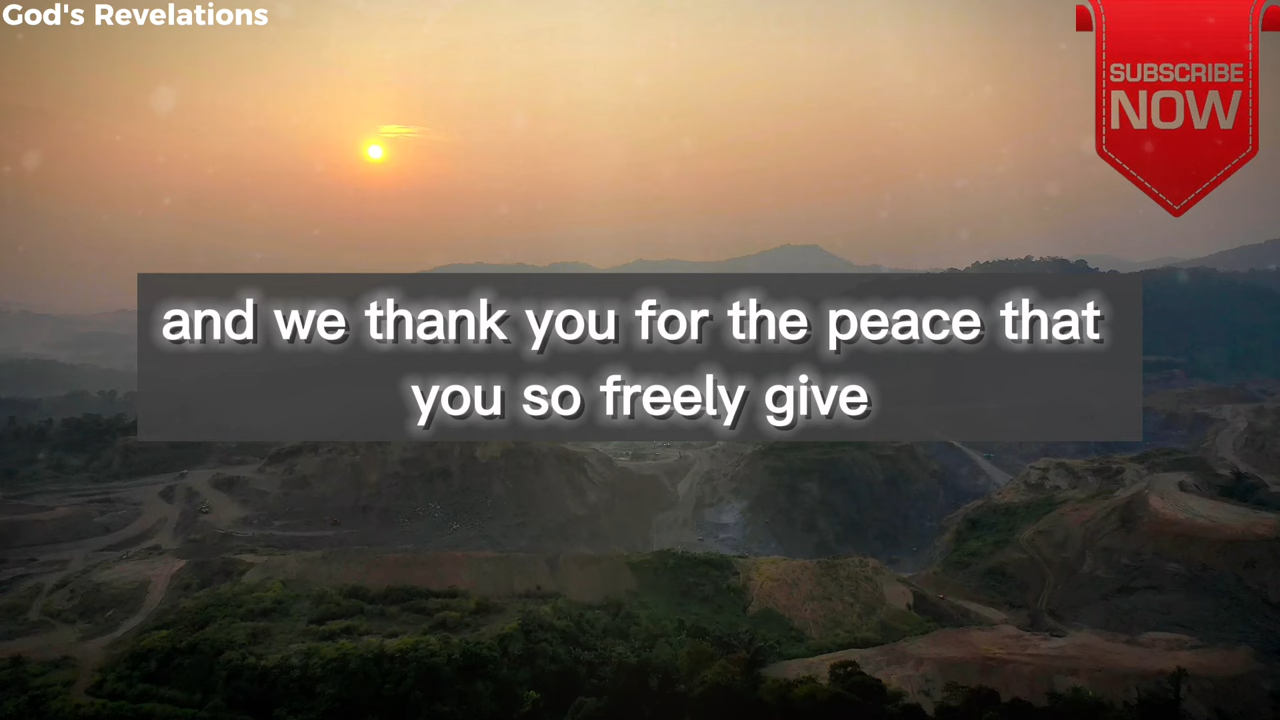 God's Revelations
SUBSCRIBE
NOW
and we thank you for the peace that
you so freely give